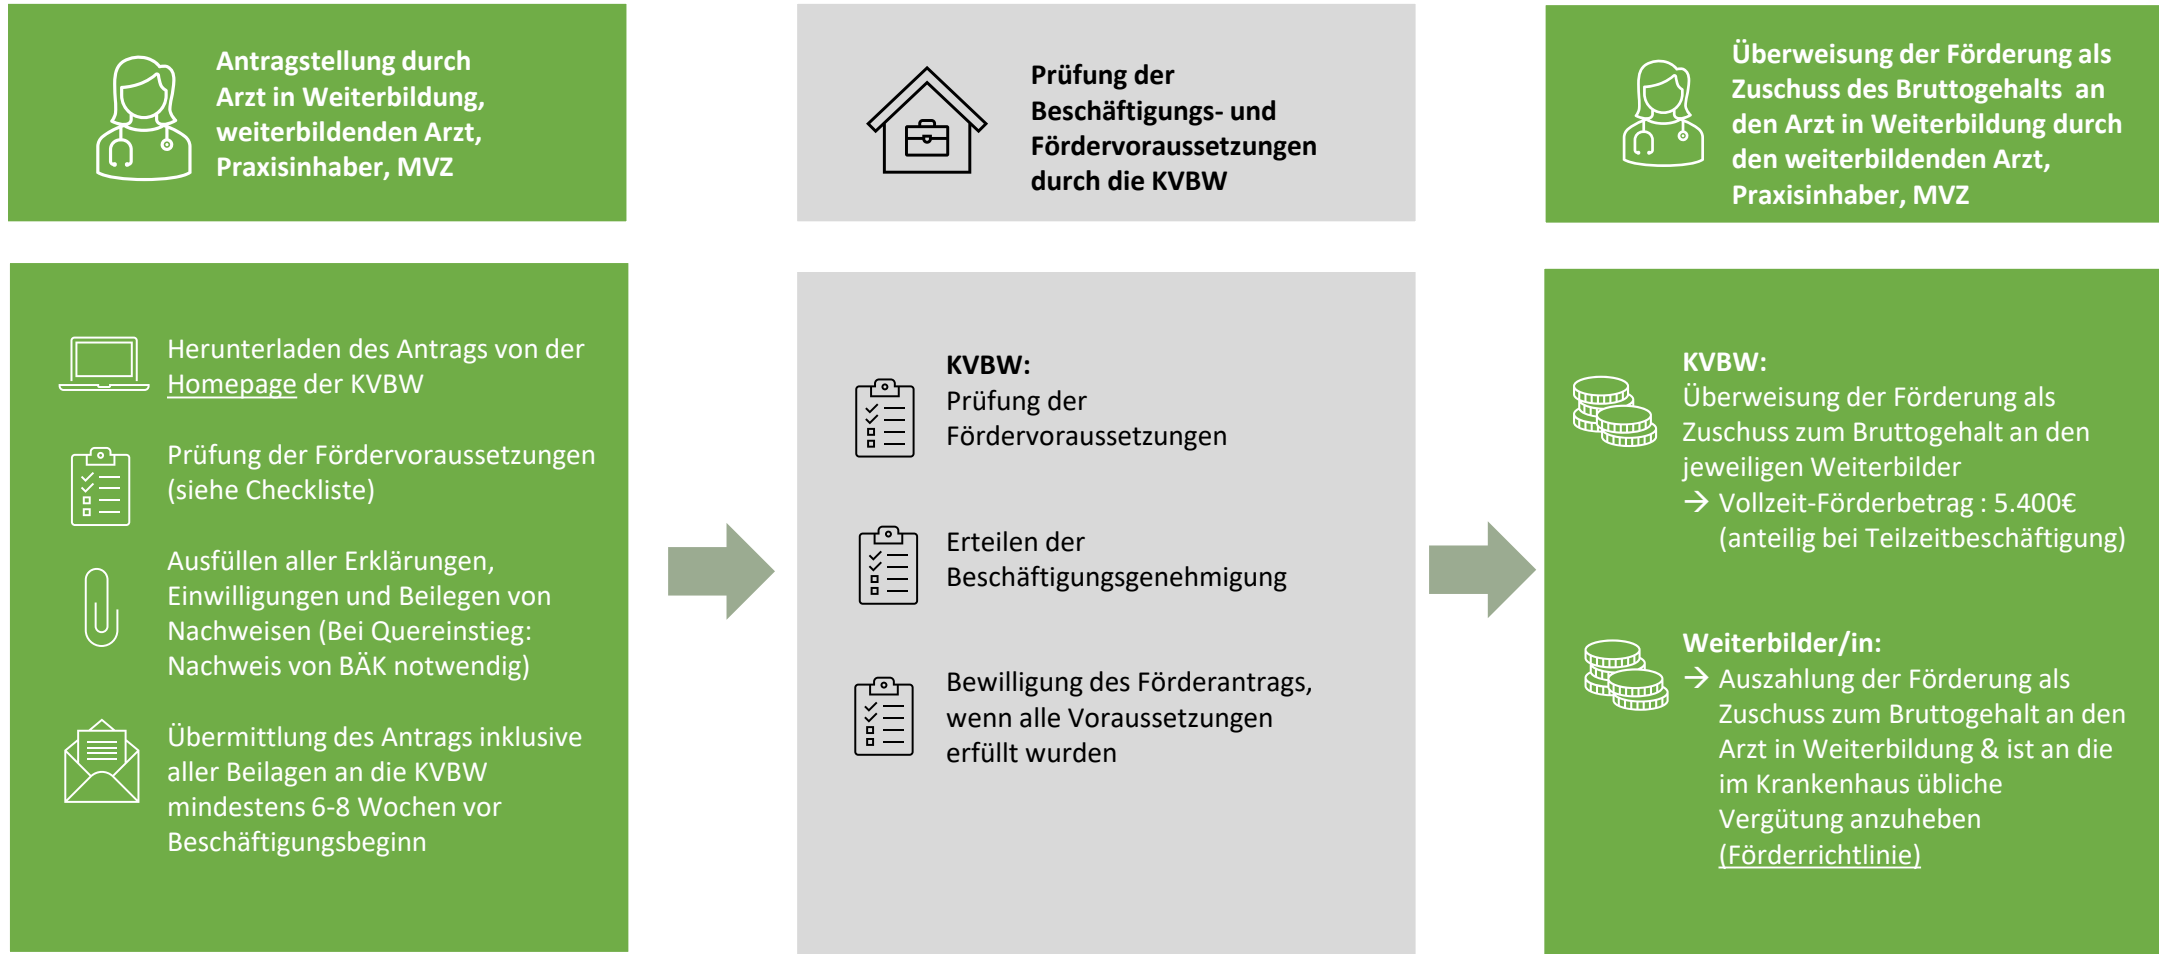 Antragstellung durch
Arzt in Weiterbildung,
weiterbildenden Arzt,
Praxisinhaber, MVZ
Herunterladen des Antrags von der
Homepage der KVBW
Prüfung der Fördervoraussetzungen
(siehe Checkliste)
Ausfüllen aller Erklärungen,
Einwilligungen und Beilegen von
Nachweisen (Bei Quereinstieg:
Nachweis von BÄK notwendig)
Übermittlung des Antrags inklusive
aller Beilagen an die KVBW
mindestens 6-8 Wochen vor
Beschäftigungsbeginn
Prüfung der
Beschäftigungs- und
Fördervoraussetzungen
durch die KVBW
KVBW:
Prüfung der
Fördervoraussetzungen
Erteilen der
Beschäftigungsgenehmigung
Bewilligung des Förderantrags,
wenn alle Voraussetzungen
erfüllt wurden
Überweisung der Förderung als
Zuschuss des Bruttogehalts an
den Arzt in Weiterbildung durch
den weiterbildenden Arzt,
Praxisinhaber, MVZ
KVBW:
Überweisung der Förderung als
Zuschuss zum Bruttogehalt an den
jeweiligen Weiterbilder
→ Vollzeit-Förderbetrag : 5.400€
(anteilig bei Teilzeitbeschäftigung)
Weiterbilder/in:
→ Auszahlung der Förderung als
Zuschuss zum Bruttogehalt an den
Arzt in Weiterbildung & ist an die
im Krankenhaus übliche
Vergütung anzuheben
(Förderrichtlinie)